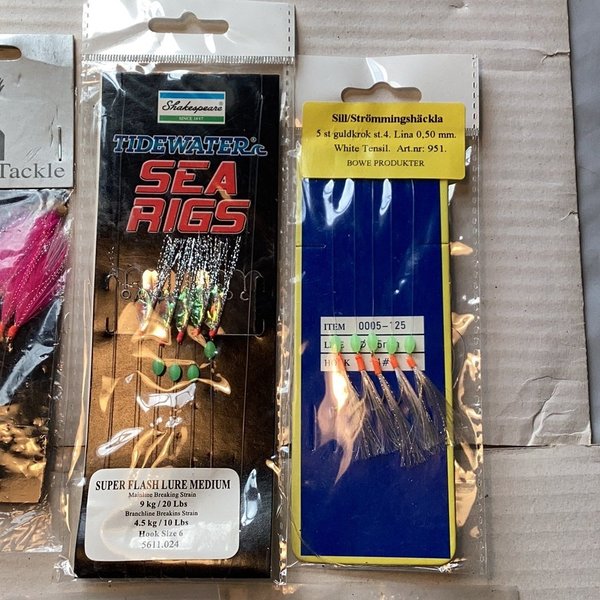 Tackle
Shakespeare
SINCE 1897
TIDEWATER
SEA
RIGS
SUPER FLASH LURE MEDIUM
Mainline Breaking Strain
9 kg / 20 Lbs
Branchline Breakins Strain
4.5 kg / 10 Lbs
Hook Size 6
5611.024
Sill/Strömmingshäckla
5 st guldkrok st.4. Lina 0,50 mm.
White Tensil. Art.nr: 951.
BOWE PRODUKTER
ITEM 0005-125